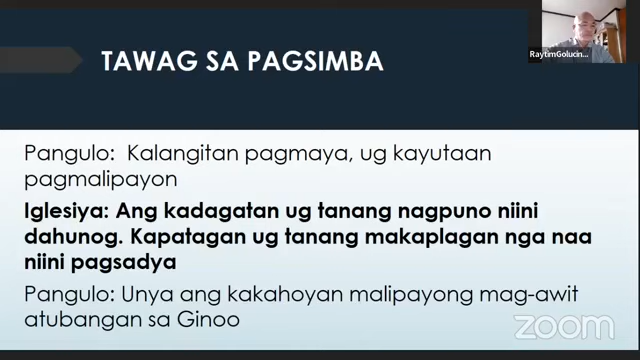 RaytimGolucin...
TAWAG SA PAGSIMBA
Pangulo: Kalangitan pagmaya, ug kayutaan
pagmalipayon
Iglesiya: Ang kadagatan ug tanang nagpuno niini
dahunog. Kapatagan ug tanang makaplagan nga naa
niini pagsadya
Pangulo: Unya ang kakahoyan malipayong mag-awit
atubangan sa Ginoo
zoom